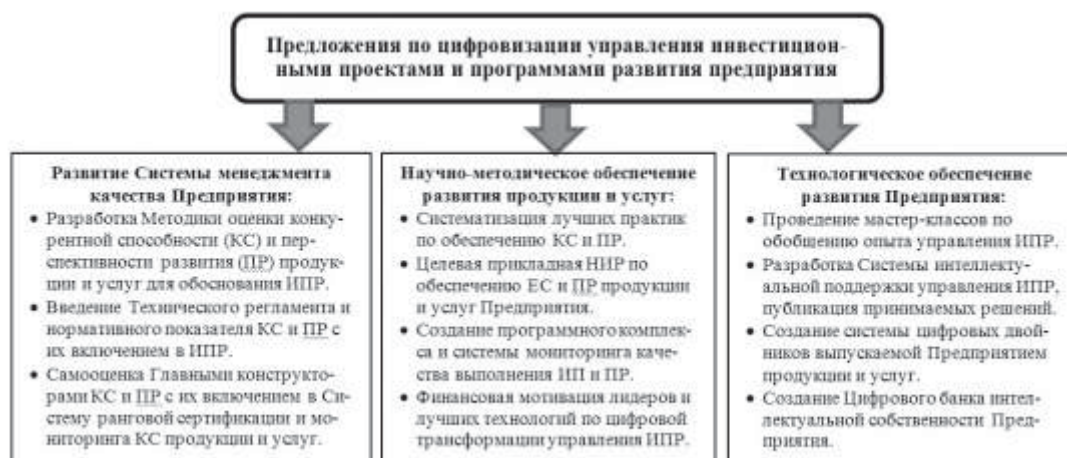 Предложения по цифровизации управления инвестицион-
ными проектами и программами развития предприятия
Развитие Системы менеджмента
качества Предприятия:
• Разработка Методики оценки конку-
рентной способности (КС) и пер-
спективности развития (ПР) продук-
ции и услуг для обоснования ИПР.
• Введение Технического регламента и
нормативного показателя КС и ПР с
их включением в ИПР.
• Самооценка Главными конструкто-
рами КС и ПР с их включением в Си-
стему ранговой сертификации и мо-
ниторинга КС продукции и услуг.
Научно-методическое обеспечение
развития продукции и услуг:
• Систематизация лучших практик
по обеспечению КС и ПР.
• Целевая прикладная НИР по
обеспечению ЕС и ПР продукции
и услуг Предприятия.
• Создание программного комплек-
са и системы мониторинга каче-
ства выполнения ИП и ПР.
• Финансовая мотивация лидеров и
лучших технологий по цифровой
трансформации управления ИПР.
Технологическое обеспечение
развития Предприятия:
• Проведение мастер-классов по
обобщению опыта управления ИПР.
• Разработка Системы интеллекту-
альной поддержки управления ИПР,
публикация принимаемых решений.
• Создание системы цифровых двой-
ников выпускаемой Предприятием
продукции и услуг.
• Создание Цифрового банка интел-
лектуальной собственности Пред-
приятия.